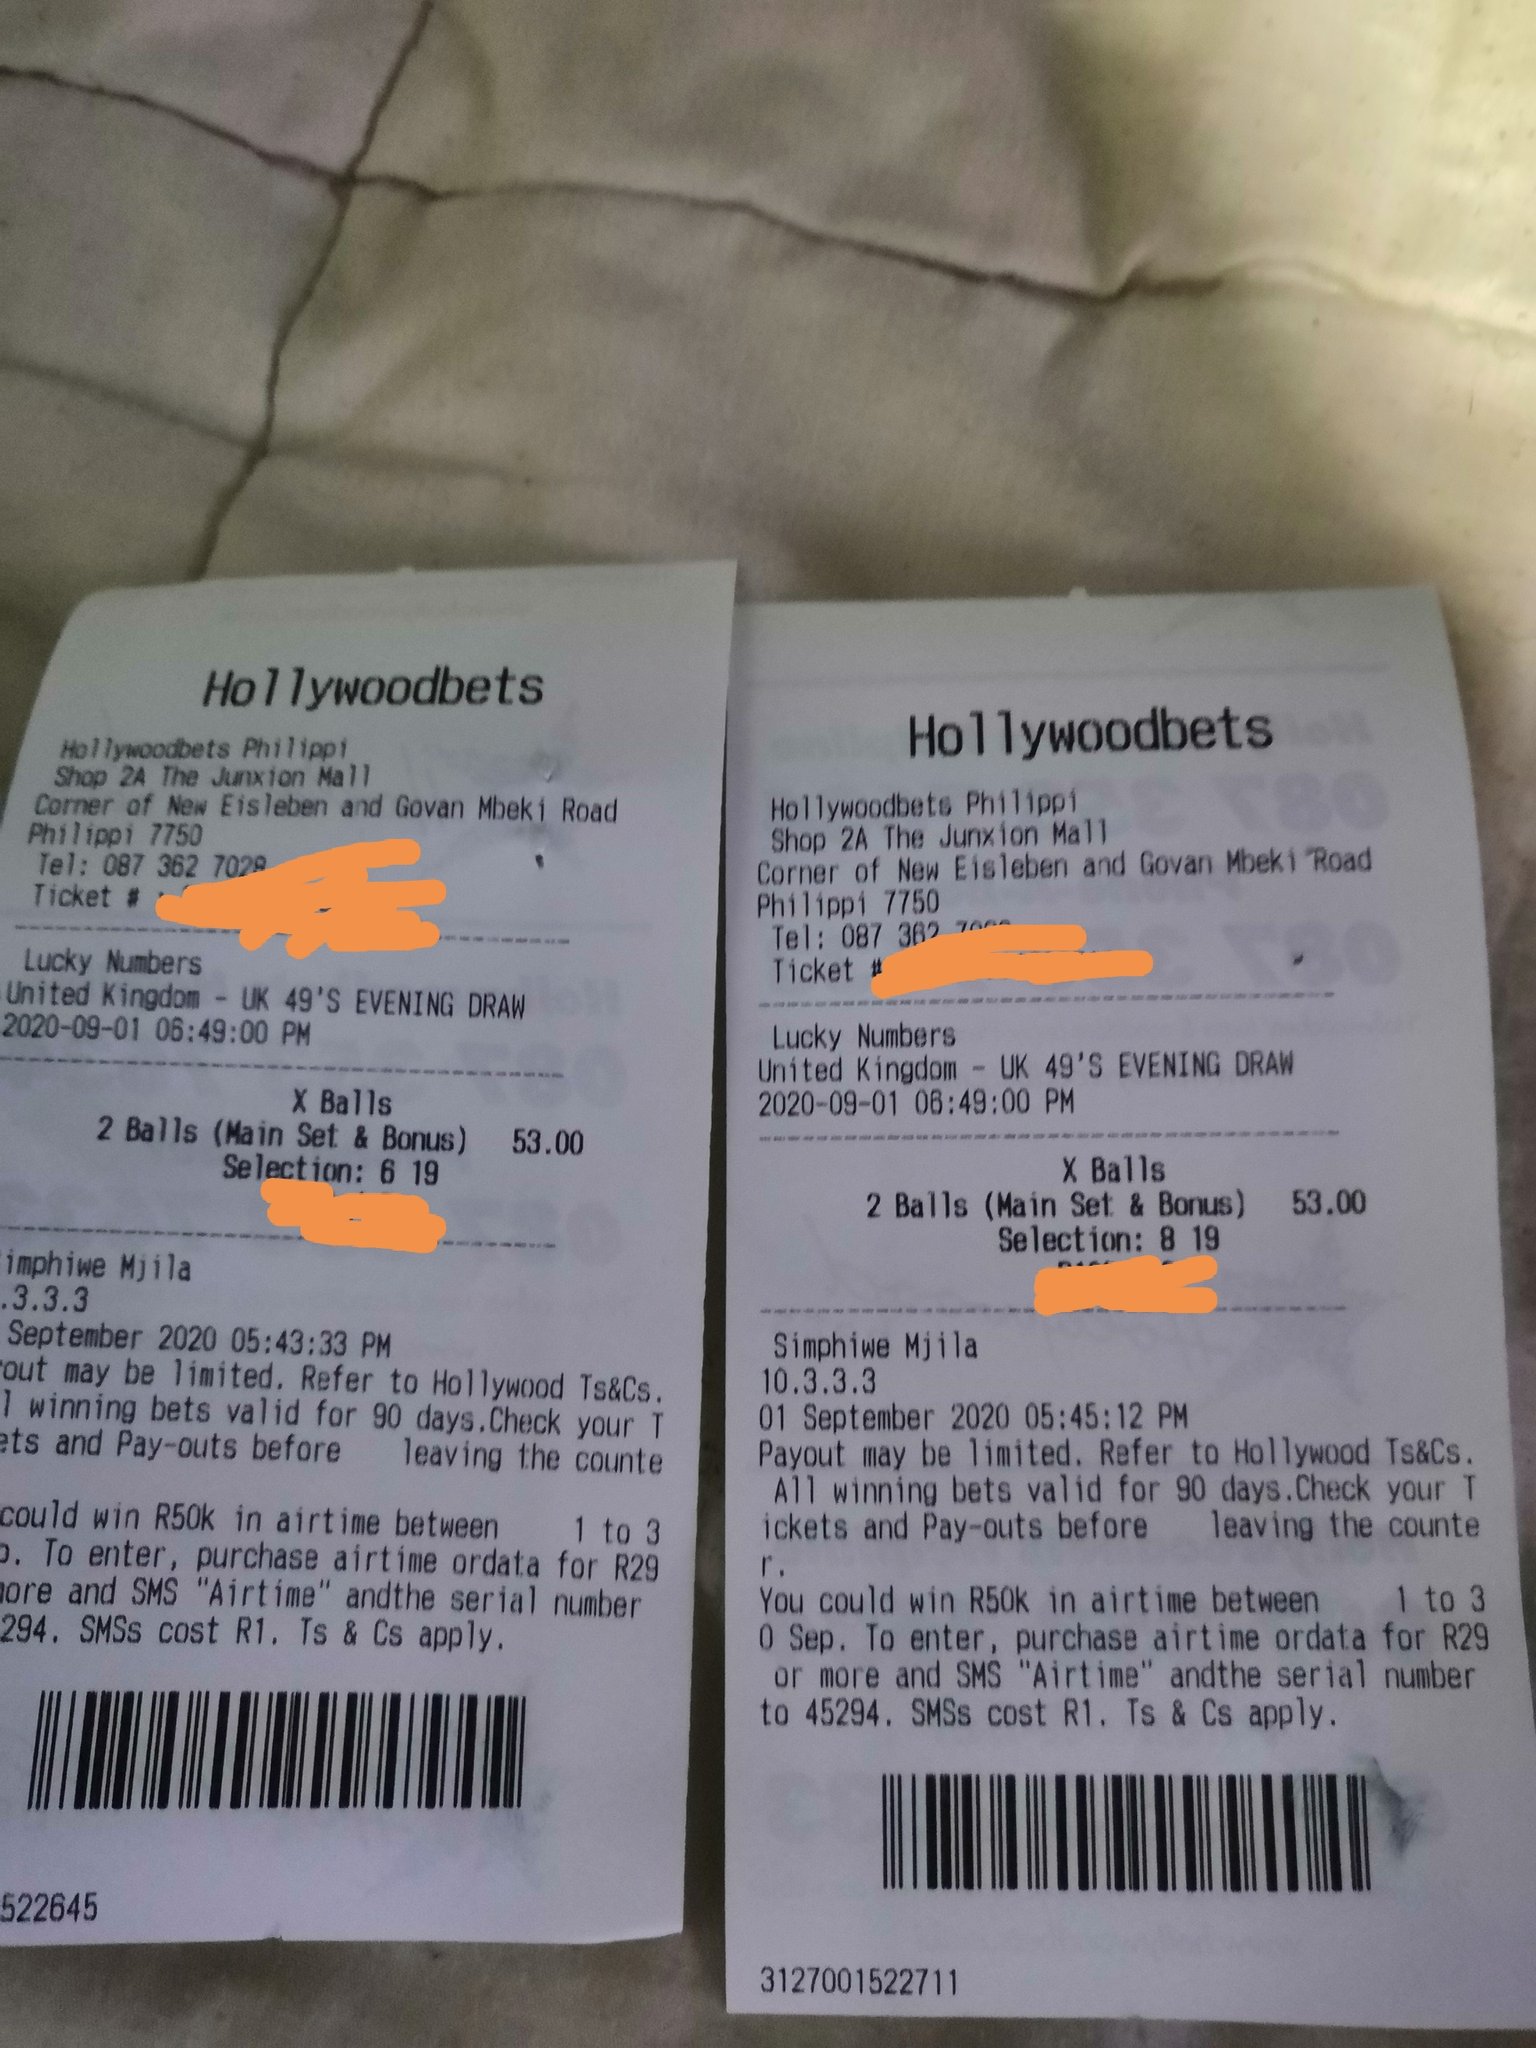 Hollywoodbets
Hollywoodbets Philippi
Shop 2A The Junxion Mall
Corner of New Eisleben and Govan Mbeki Road
Philippi 7750
Tel: 087 362 7028
Ticket #
Lucky Numbers
United Kingdom - UK 49'S EVENING DRAW
2020-09-01 06:49:00 PM
X Balls
2 Balls (Main Set & Bonus) 53.00
Selection: 6 19
imphiwe Mjila
.3.3.3
September 2020 05:43:33 PM
out may be limited. Refer to Hollywood Ts&Cs.
l winning bets valid for 90 days.Check your T
ets and Pay-outs before leaving the counte
could win R50k in airtime between 1 to 3
p. To enter, purchase airtime ordata for R29
ore and SMS "Airtime" andthe serial number
294. SMSs cost R1. Ts & Cs apply.
522645
Hollywoodbets
Hollywoodbets Philippi
Shop 2A The Junxion Mall
Corner of New Eisleben and Govan Mbeki Road
Philippi 7750
Tel: 087 362
Ticket #
Lucky Numbers
United Kingdom - UK 49'S EVENING DRAW
2020-09-01 06:49:00 PM
X Balls
2 Balls (Main Set & Bonus) 53.00
Selection: 8 19
Simphiwe Mjila
10.3.3.3
01 September 2020 05:45:12 PM
Payout may be limited. Refer to Hollywood Ts&Cs.
All winning bets valid for 90 days.Check your T
ickets and Pay-outs before leaving the counte
r.
You could win R50k in airtime between 1 to 3
0 Sep. To enter, purchase airtime ordata for R29
or more and SMS "Airtime" andthe serial number
to 45294. SMSs cost R1. Ts & Cs apply.
3127001522711